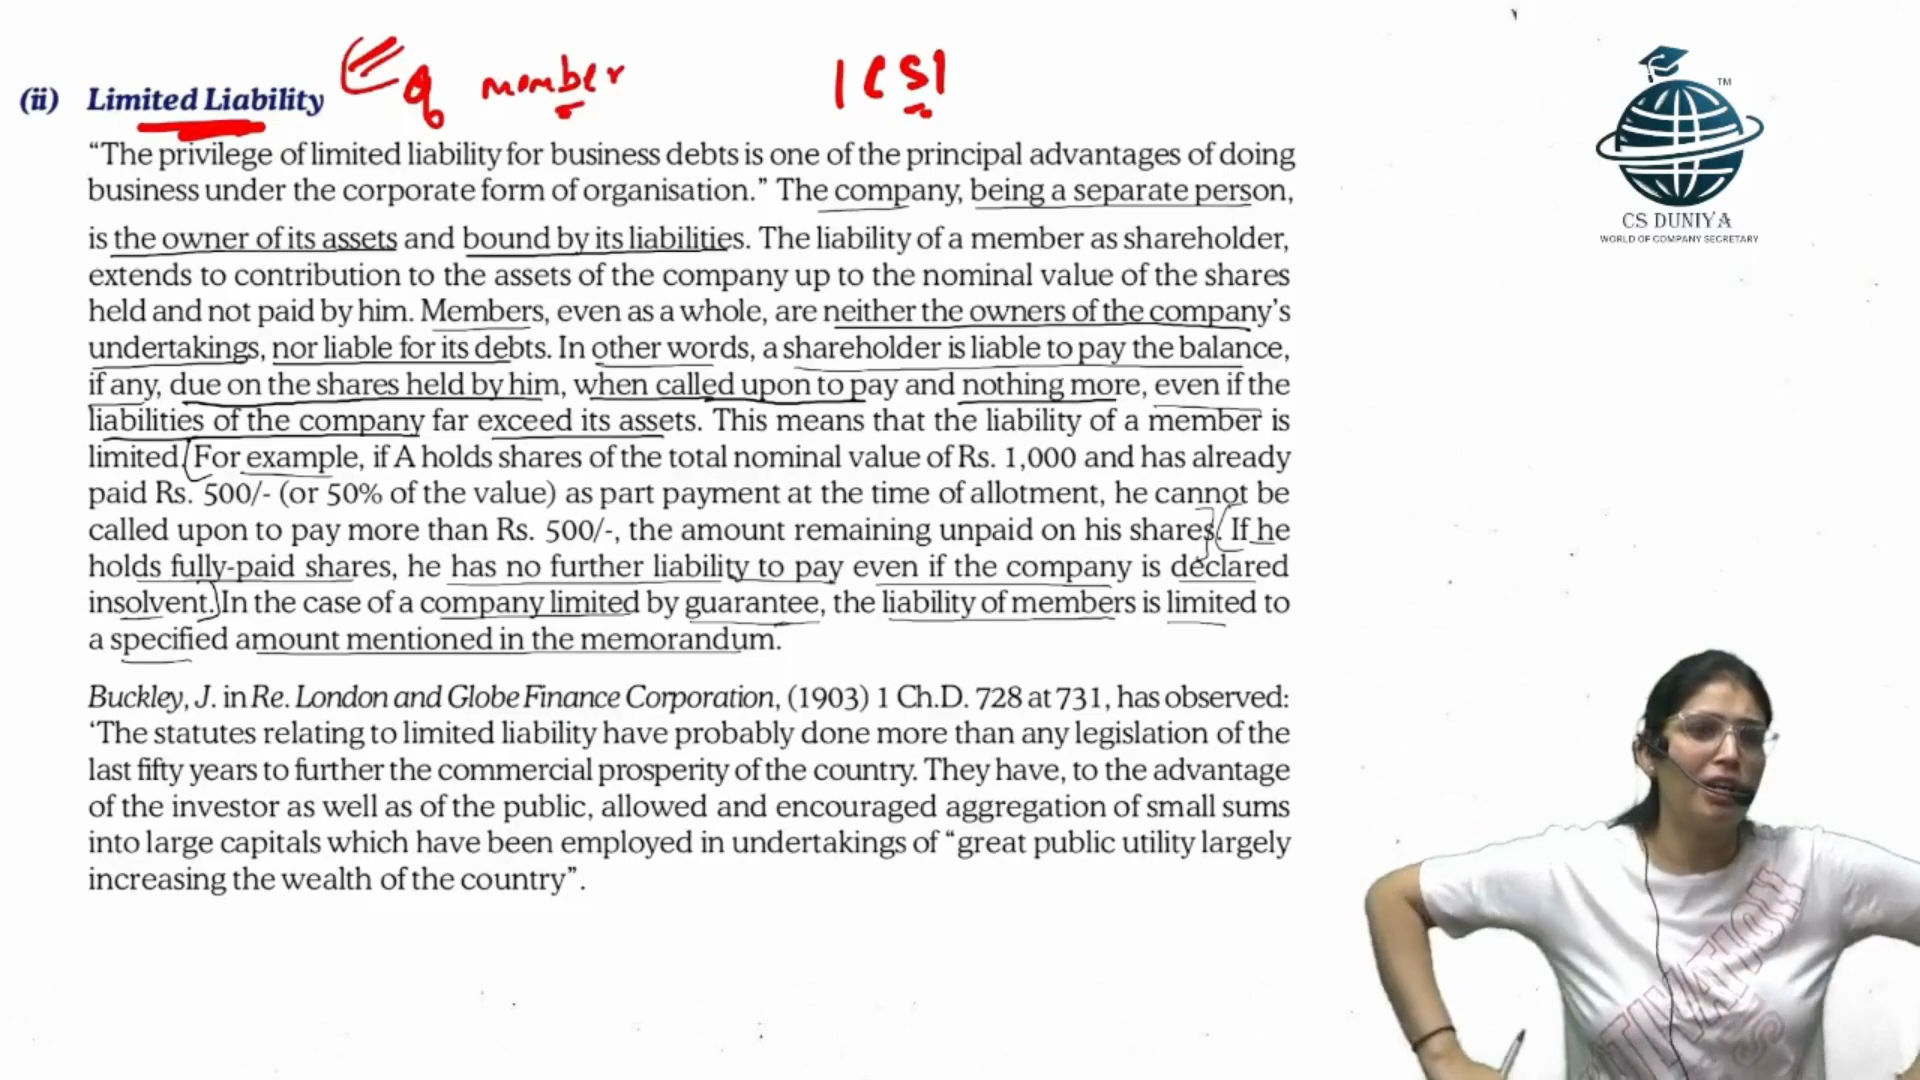 (ii) Limited Liability
of member
ICSI
"The privilege of limited liability for business debts is one of the principal advantages of doing
business under the corporate form of organisation." The company, being a separate person,
is the owner of its assets and bound by its liabilities. The liability of a member as shareholder,
extends to contribution to the assets of the company up to the nominal value of the shares
held and not paid by him. Members, even as a whole, are neither the owners of the company's
undertakings, nor liable for its debts. In other words, a shareholder is liable to pay the balance,
if any, due on the shares held by him, when called upon to pay and nothing more, even if the
liabilities of the company far exceed its assets. This means that the liability of a member is
limited. For example, if A holds shares of the total nominal value of Rs. 1,000 and has already
paid Rs. 500/- (or 50% of the value) as part payment at the time of allotment, he cannot be
called upon to pay more than Rs. 500/-, the amount remaining unpaid on his shares. If he
holds fully-paid shares, he has no further liability to pay even if the company is declared
insolvent. In the case of a company limited by guarantee, the liability of members is limited to
a specified amount mentioned in the memorandum.
Buckley, J. in Re. London and Globe Finance Corporation, (1903) 1 Ch.D. 728 at 731, has observed:
'The statutes relating to limited liability have probably done more than any legislation of the
last fifty years to further the commercial prosperity of the country. They have, to the advantage
of the investor as well as of the public, allowed and encouraged aggregation of small sums
into large capitals which have been employed in undertakings of "great public utility largely
increasing the wealth of the country".
TM
CS DUNIYA
WORLD OF COMPANY SECRETARY